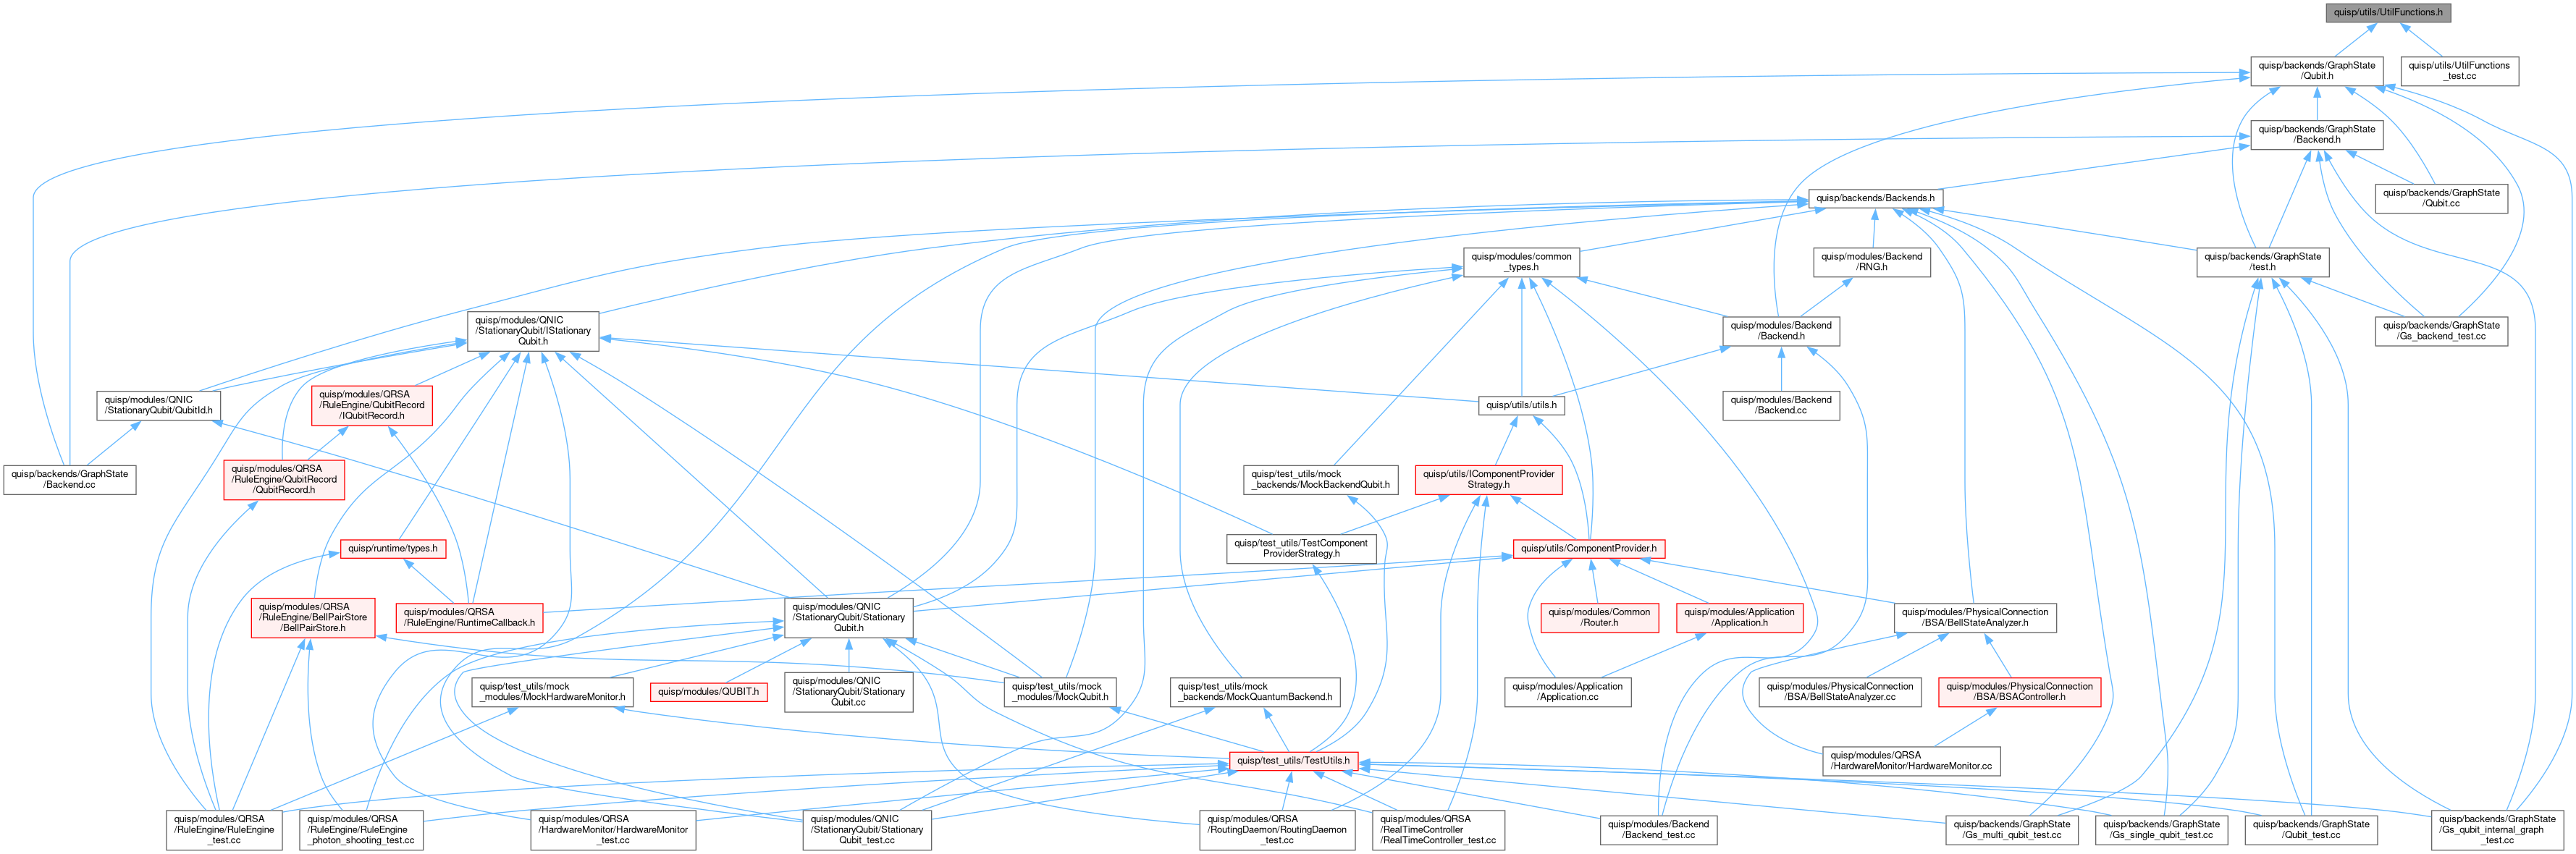 quisp/utils/UtilFunctions.h
quisp/backends/GraphState
/Qubit.h
quisp/utils/UtilFunctions
_test.cc
quisp/backends/GraphState
/Backend.h
quisp/backends/GraphState
/Qubit.cc
quisp/backends/Backends.h
quisp/modules/common
_types.h
quisp/modules/Backend
/RNG.h
quisp/backends/GraphState
/test.h
quisp/modules/QNIC
/StationaryQubit/IStationary
Qubit.h
quisp/modules/Backend
/Backend.h
quisp/backends/GraphState
/Gs_backend_test.cc
quisp/modules/QNIC
/StationaryQubit/QubitId.h
quisp/modules/QRSA
/RuleEngine/QubitRecord
/IQubitRecord.h
quisp/utils/utils.h
quisp/modules/Backend
/Backend.cc
quisp/backends/GraphState
/Backend.cc
quisp/modules/QRSA
/RuleEngine/QubitRecord
/QubitRecord.h
quisp/test_utils/mock
_backends/MockBackendQubit.h
quisp/utils/IComponentProvider
Strategy.h
quisp/runtime/types.h
quisp/test_utils/TestComponent
ProviderStrategy.h
quisp/utils/ComponentProvider.h
quisp/modules/QRSA
/RuleEngine/BellPairStore
/BellPairStore.h
quisp/modules/QRSA
/RuleEngine/RuntimeCallback.h
quisp/modules/QNIC
/StationaryQubit/Stationary
Qubit.h
quisp/modules/Common
/Router.h
quisp/modules/Application
/Application.h
quisp/modules/PhysicalConnection
/BSA/BellStateAnalyzer.h
quisp/test_utils/mock
_modules/MockHardwareMonitor.h
quisp/modules/QUBIT.h
quisp/modules/QNIC
/StationaryQubit/Stationary
Qubit.cc
quisp/test_utils/mock
_modules/MockQubit.h
quisp/test_utils/mock
_backends/MockQuantumBackend.h
quisp/modules/Application
/Application.cc
quisp/modules/PhysicalConnection
/BSA/BellStateAnalyzer.cc
quisp/modules/PhysicalConnection
/BSA/BSAController.h
quisp/test_utils/TestUtils.h
quisp/modules/QRSA
/HardwareMonitor/HardwareMonitor.cc
quisp/modules/QRSA
/RuleEngine/RuleEngine
_test.cc
quisp/modules/QRSA
/RuleEngine/RuleEngine
_photon_shooting_test.cc
quisp/modules/QRSA
/HardwareMonitor/HardwareMonitor
_test.cc
quisp/modules/QNIC
/StationaryQubit/Stationary
Qubit_test.cc
quisp/modules/QRSA
/RoutingDaemon/RoutingDaemon
_test.cc
quisp/modules/QRSA
/RealTimeController
/RealTimeController_test.cc
quisp/modules/Backend
/Backend_test.cc
quisp/backends/GraphState
/Gs_multi_qubit_test.cc
quisp/backends/GraphState
/Gs_single_qubit_test.cc
quisp/backends/GraphState
/Qubit_test.cc
quisp/backends/GraphState
/Gs_qubit_internal_graph
_test.cc